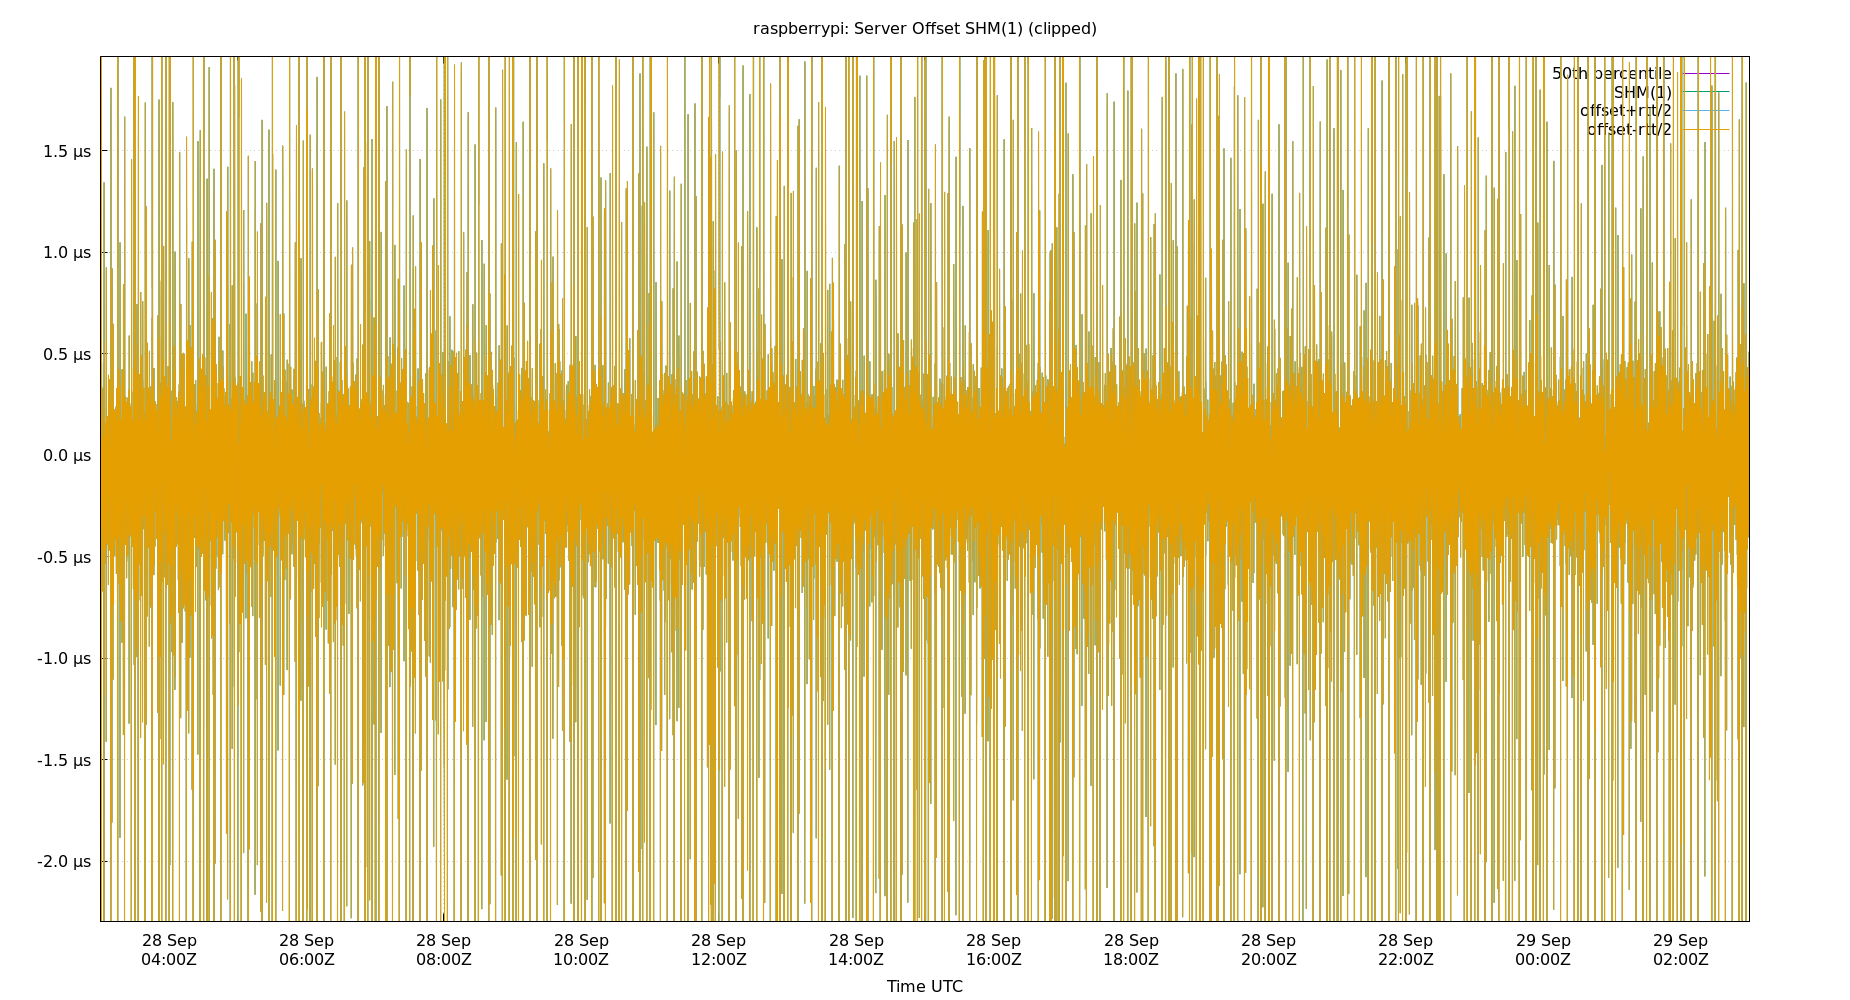 raspberrypi: Server Offset SHM(1) (clipped)
50th percentile
SHM(1)
offset+rtt/2
offset-rtt/2
1.5 µs
1.0 µs
0.5 µs
0.0 µs
-0.5 µs
-1.0 µs
-1.5 µs
-2.0 µs
28 Sep 28 Sep 28 Sep 28 Sep 28 Sep 28 Sep 28 Sep 28 Sep 28 Sep 28 Sep 29 Sep 29 Sep
04:00Z 06:00Z 08:00Z 10:00Z 12:00Z 14:00Z 16:00Z 18:00Z 20:00Z 22:00Z 00:00Z 02:00Z
Time UTC